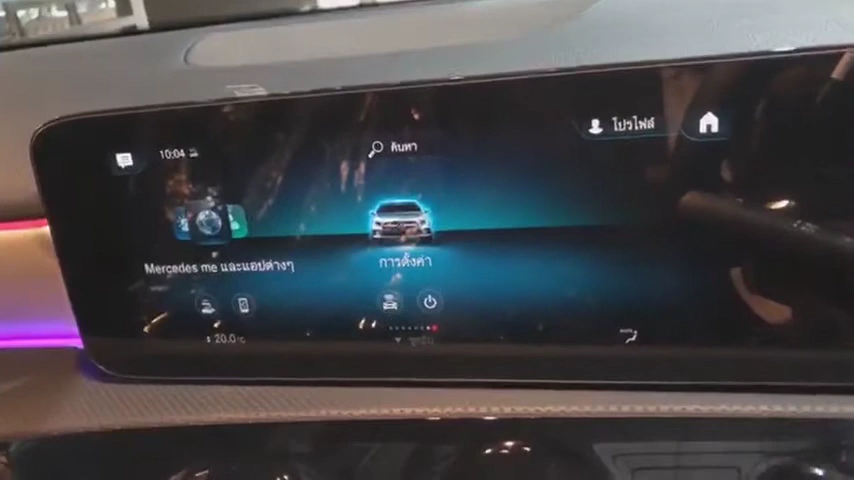 10:04
ค้นหา
โปรไฟล์
Mercedes me และแอปต่างๆ
การตั้งค่า
20.0°C